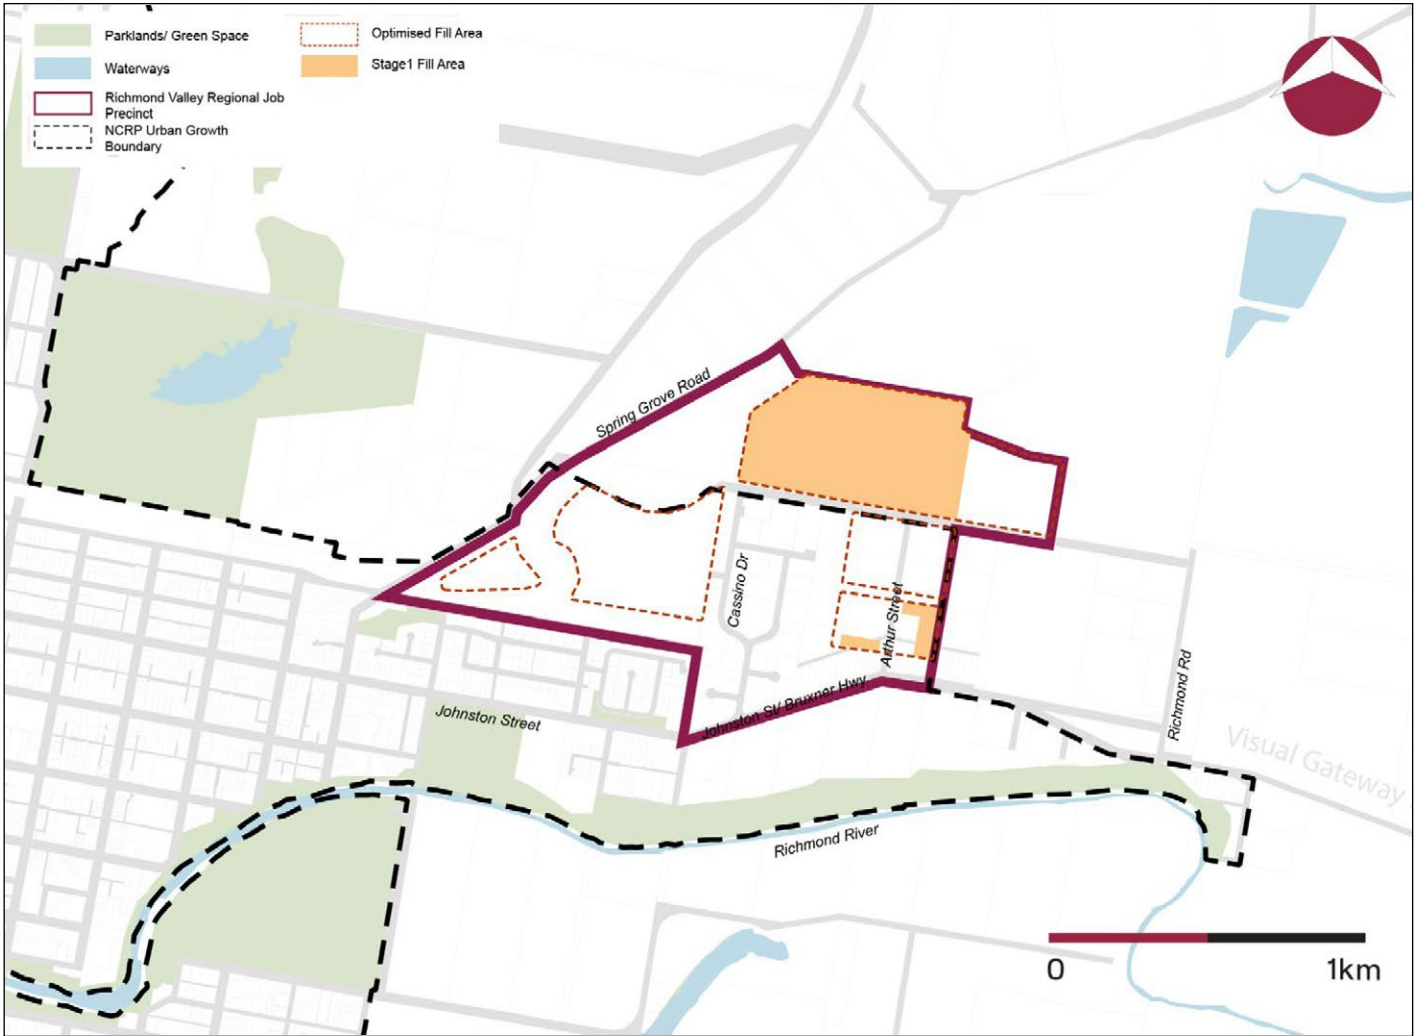 Parklands/ Green Space
Optimised Fill Area
Waterways
Stage1 Fill Area
Richmond Valley Regional Job
Precinct
NCRP Urban Growth
Boundary
Spring Grove Road
Cassino Dr
Arthur Street
Johnston St/ Bruxner Hwy
Johnston Street
Richmond Rd
Visual Gateway
Richmond River
0
1km